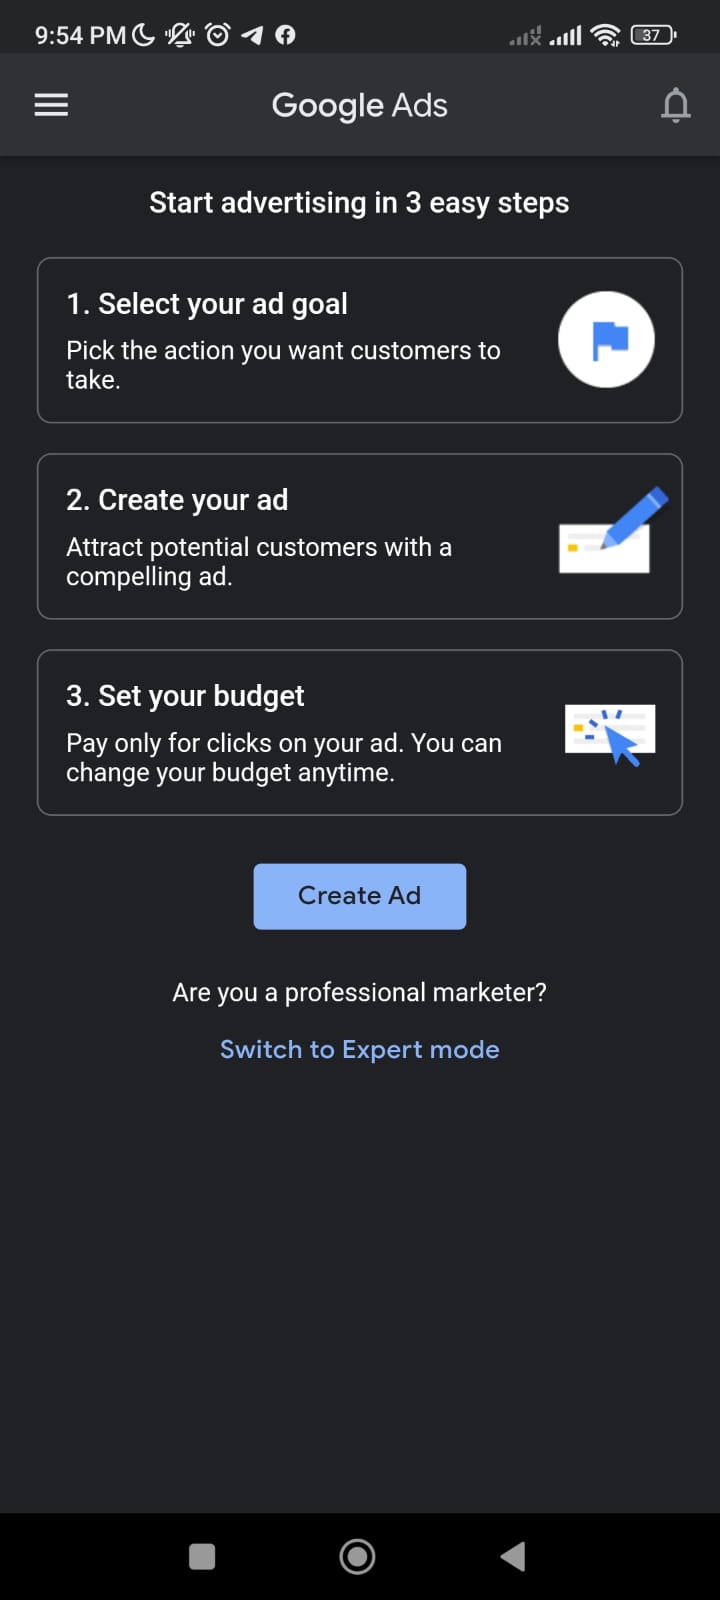 9:54 PM
37
Google Ads
Start advertising in 3 easy steps
1. Select your ad goal
Pick the action you want customers to
take.
2. Create your ad
Attract potential customers with a
compelling ad.
3. Set your budget
Pay only for clicks on your ad. You can
change your budget anytime.
Create Ad
Are you a professional marketer?
Switch to Expert mode